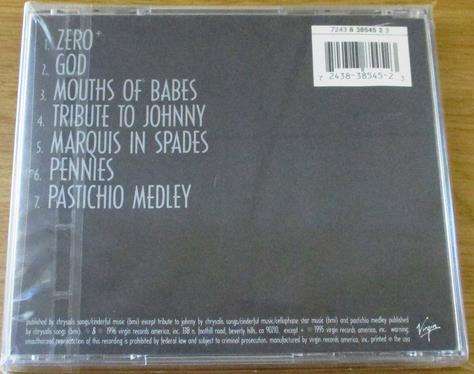 7243 8 38545 2 3
7 2438-38545-2 3
1. ZERO+
2. GOD
3. MOUTHS OF BABES
4. TRIBUTE TO JOHNNY
5. MARQUIS IN SPADES
6. PENNIES
7. PASTICHIO MEDLEY
published by chrysalis songs/cinderful music (bmi) except tribute to johnny by chrysalis songs/cinderful music/cellophane star music (bmi) and pastichio medley published
by chrysalis songs (bmi). & 1996 virgin records america, inc. 338 n. foothill road, beverly hills, ca 90210. except + 1995 virgin records america, inc. warning:
unauthorized reproduction of this recording is prohibited by federal law and subject to criminal prosecution. manufactured by virgin records america, inc. printed in the usa
Virgin